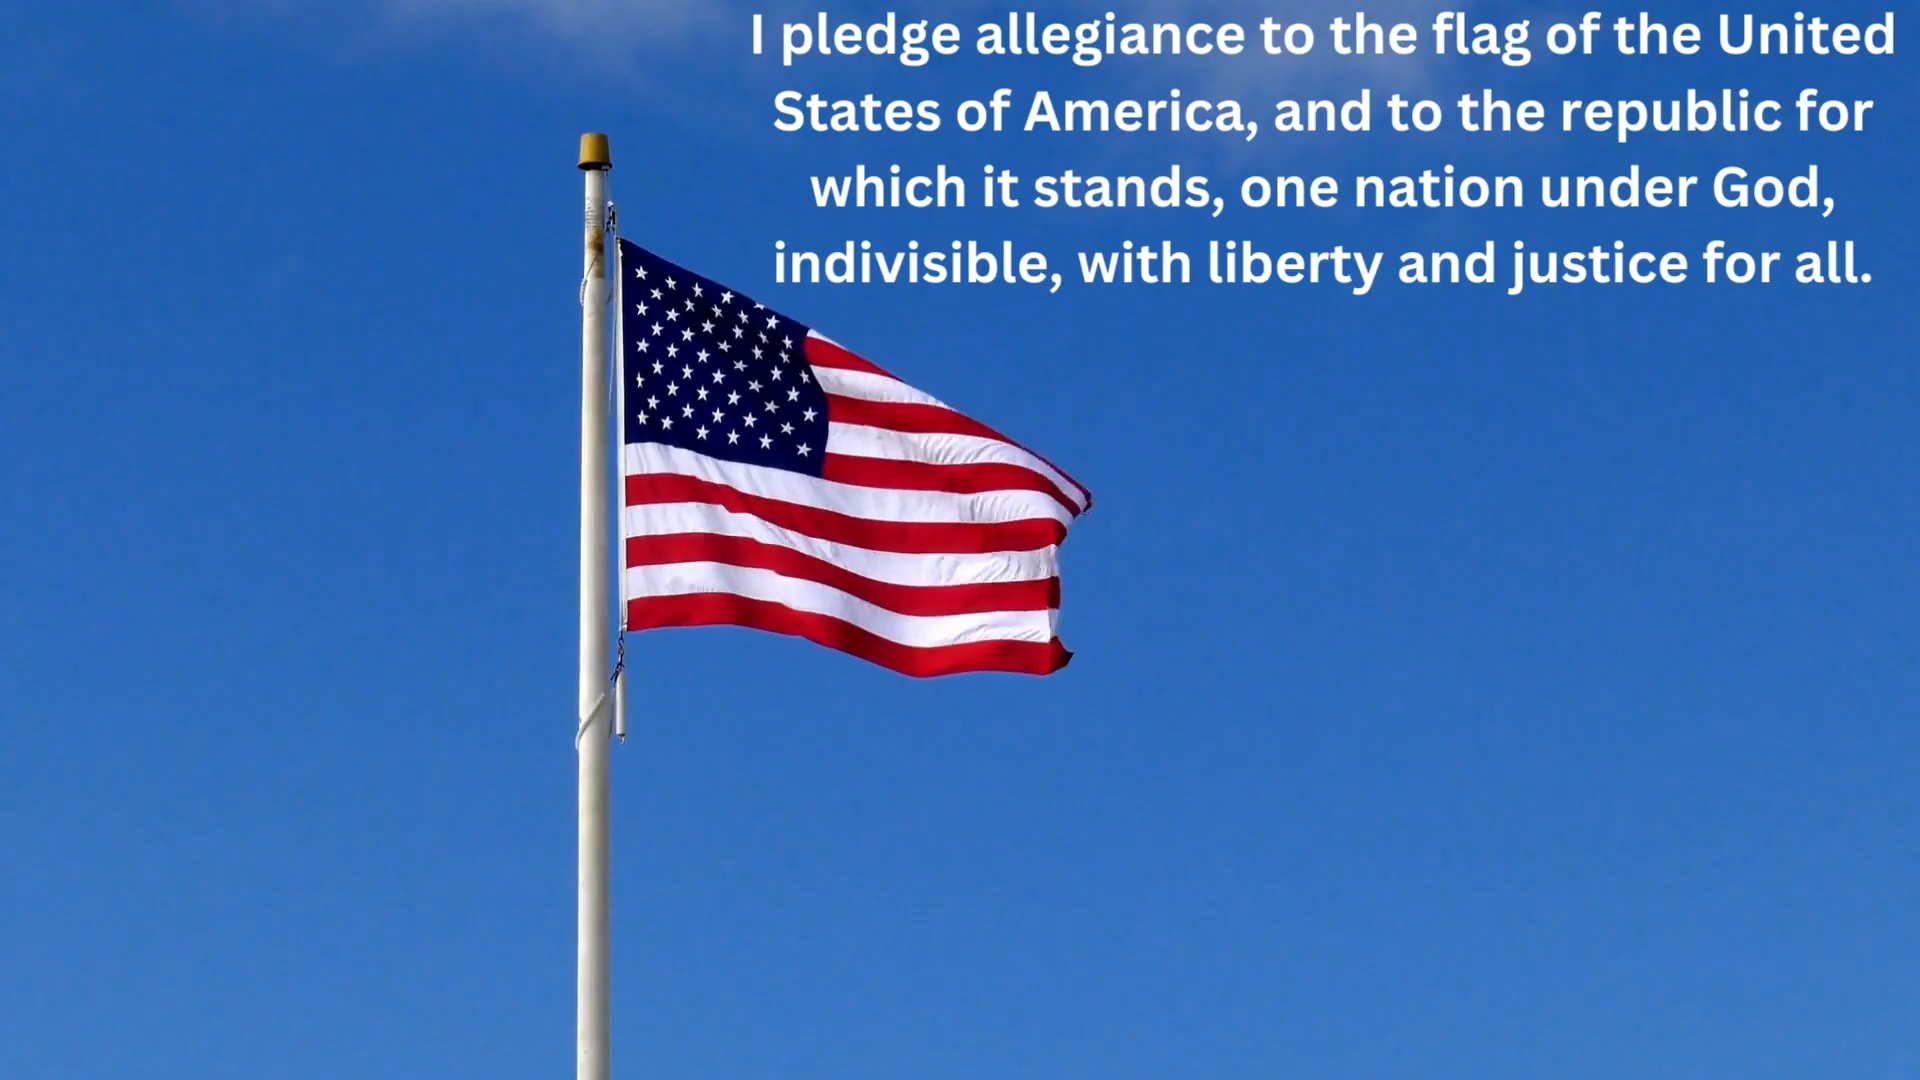 I pledge allegiance to the flag of the United
States of America, and to the republic for
which it stands, one nation under God,
indivisible, with liberty and justice for all.